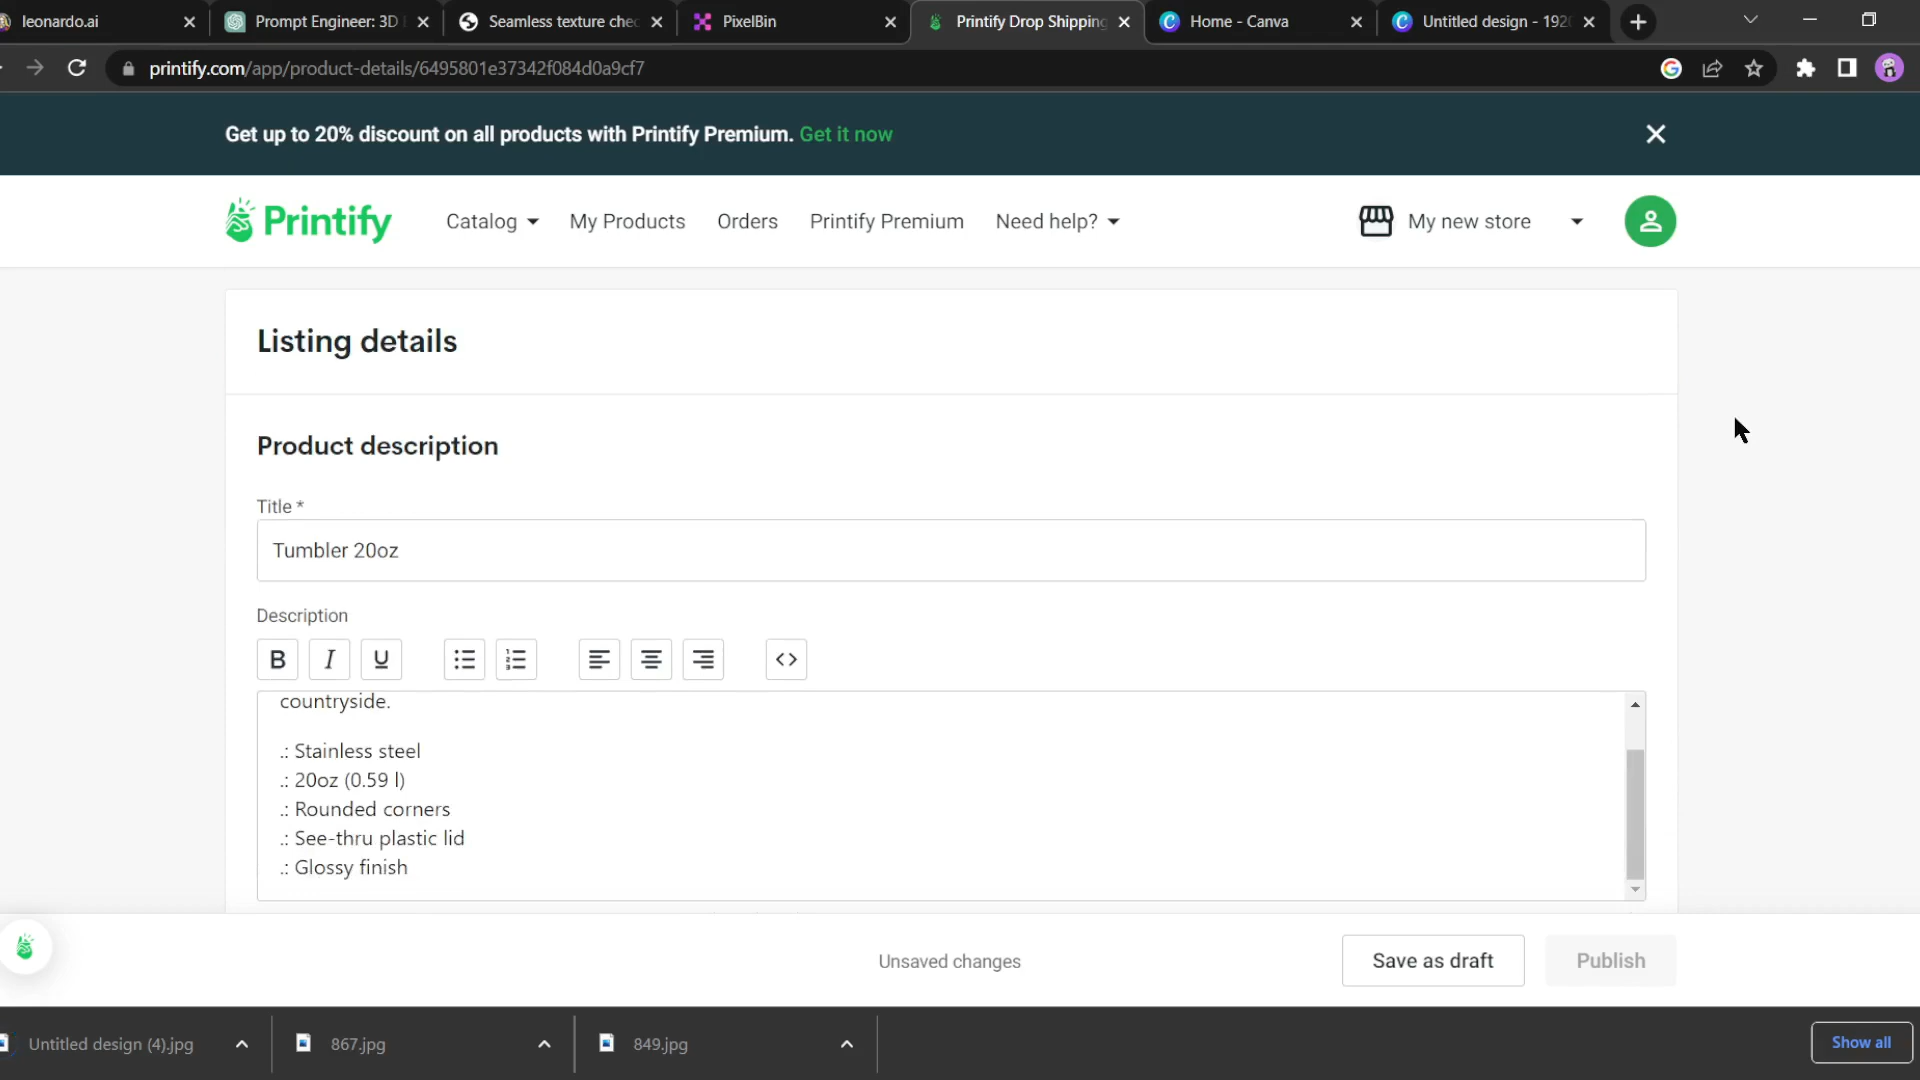 leonardo.ai
Prompt Engineer: 3D
Seamless texture chec
PixelBin
Printify Drop Shipping
Home - Canva
Untitled design - 192
printify.com/app/product-details/6495801e37342f084d0a9cf7
Get up to 20% discount on all products with Printify Premium. Get it now
Printify
Catalog
My Products
Orders
Printify Premium
Need help?
My new store
Listing details
Product description
Title *
Tumbler 20oz
Description
B I U
countryside.
.: Stainless steel
.: 20oz (0.59 l)
.: Rounded corners
.: See-thru plastic lid
.: Glossy finish
Unsaved changes
Save as draft
Publish
Untitled design (4).jpg
867.jpg
849.jpg
Show all